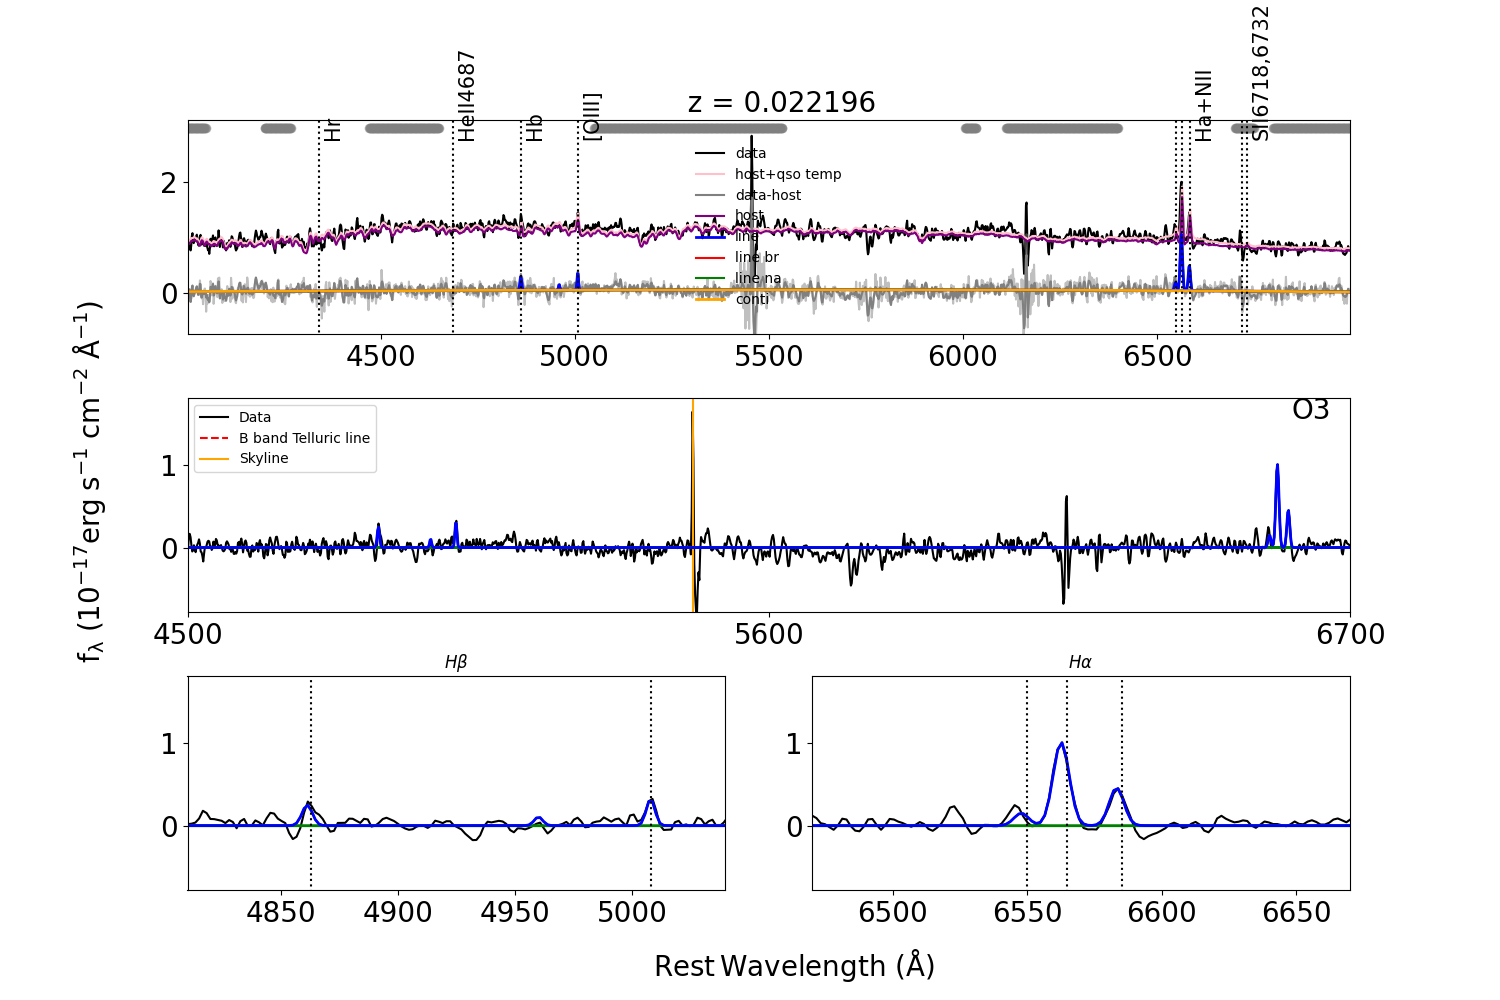 Hr
HeII4687
Hb
[OIII]
Ha+NII
SII6718,6732
z = 0.022196
data
host+qso temp
data-host
host
line
line br
line na
conti
2
0
4500 5000 5500 6000 6500
fλ (10⁻¹⁷erg s⁻¹ cm⁻² Å⁻¹)
O3
Data
B band Telluric line
Skyline
1
0
4500 5600 6700
Hβ
1
0
4850 4900 4950 5000
Hα
1
0
6500 6550 6600 6650
Rest Wavelength (Å)